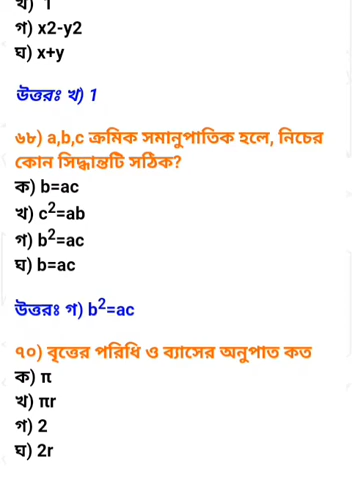 খ) 1
গ) x2-y2
ঘ) x+y
উত্তরঃ খ) 1
৬৮) a,b,c ক্রমিক সমানুপাতিক হলে, নিচের
কোন সিদ্ধান্তটি সঠিক?
ক) b=ac
খ) c²=ab
গ) b²=ac
ঘ) b=ac
উত্তরঃ গ) b²=ac
৭০) বৃত্তের পরিধি ও ব্যাসের অনুপাত কত
ক) π
খ) πr
গ) 2
ঘ) 2r